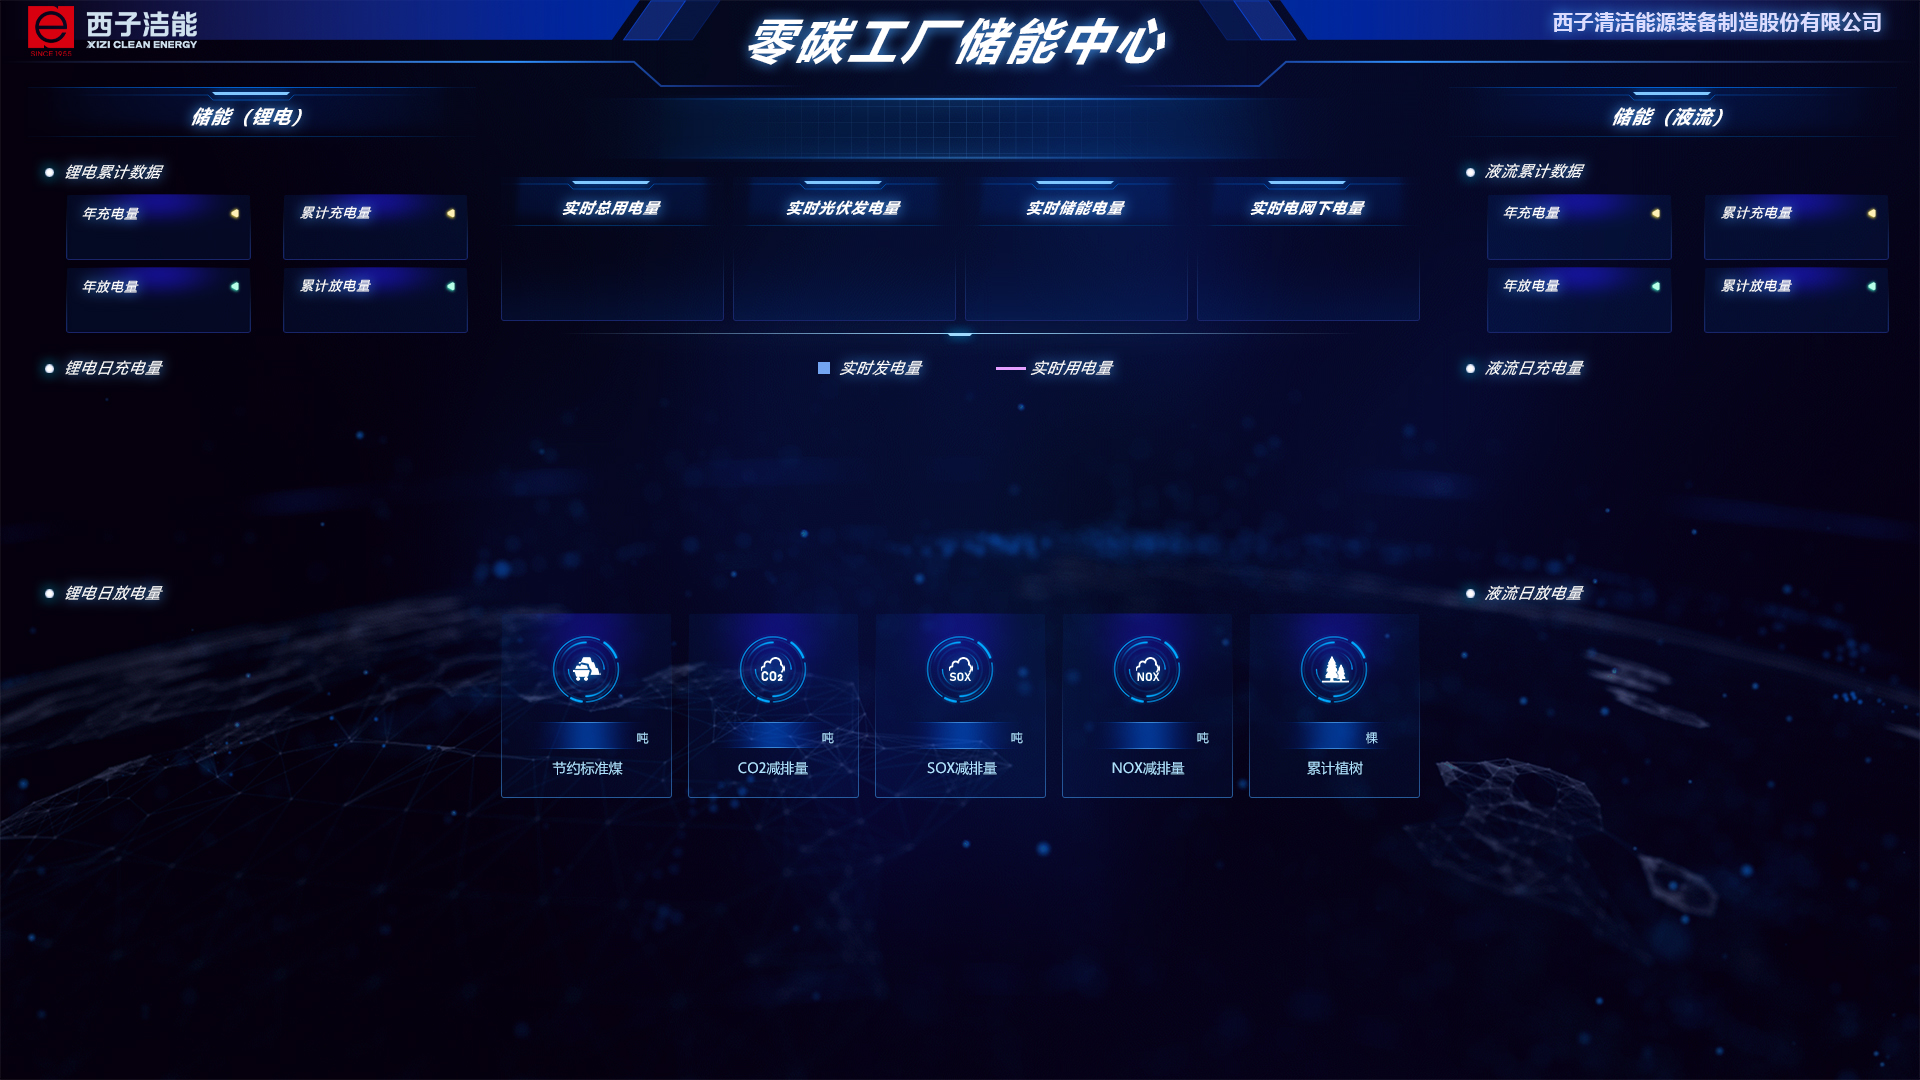 西子洁能
XIZI CLEAN ENERGY
SINCE 1955
零碳工厂储能中心
西子清洁能源装备制造股份有限公司
储能（锂电）
锂电累计数据
年充电量
累计充电量
年放电量
累计放电量
锂电日充电量
锂电日放电量
实时总用电量
实时光伏发电量
实时储能电量
实时电网下电量
实时发电量
实时用电量
吨
节约标准煤
CO2
吨
CO2减排量
SOX
吨
SOX减排量
NOX
吨
NOX减排量
棵
累计植树
储能（液流）
液流累计数据
年充电量
累计充电量
年放电量
累计放电量
液流日充电量
液流日放电量